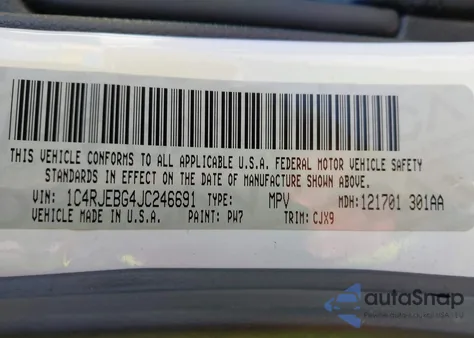 THIS VEHICLE CONFORMS TO ALL APPLICABLE U.S.A. FEDERAL MOTOR VEHICLE SAFETY
STANDARDS IN EFFECT ON THE DATE OF MANUFACTURE SHOWN ABOVE.
VIN: 1C4RJEBG4JC246691 TYPE: MPV MDH: 121701 301AA
VEHICLE MADE IN U.S.A. PAINT: PW7 TRIM: CJX9
autoSnap